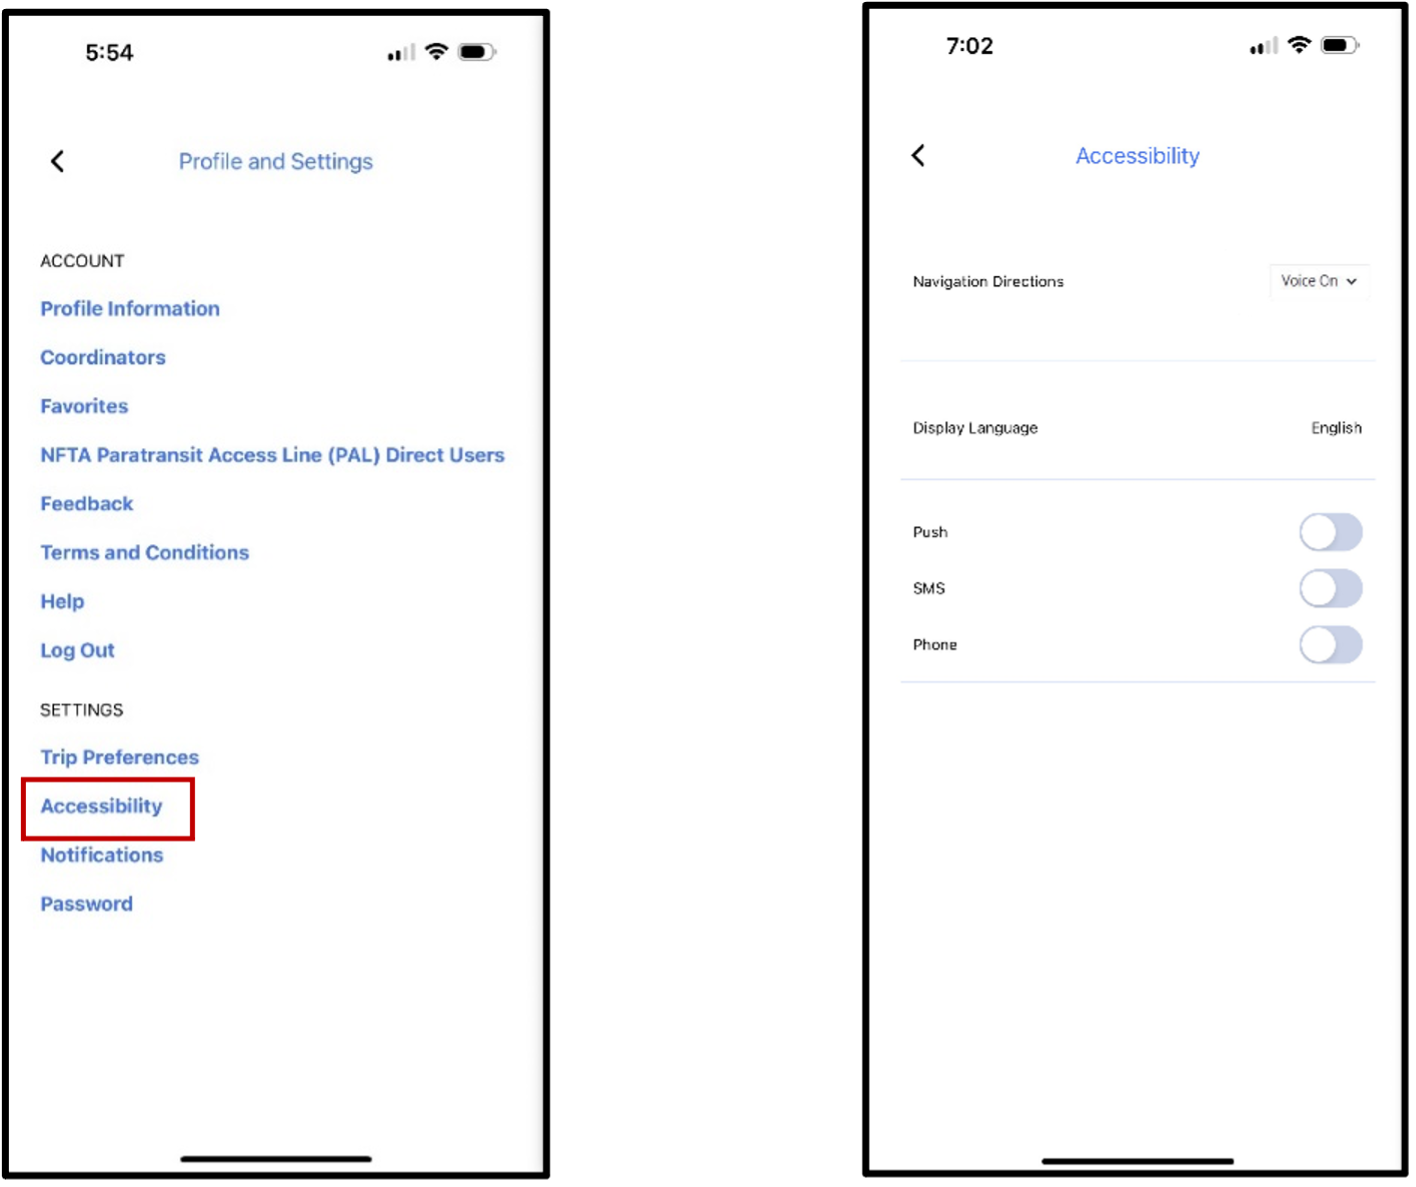 5:54
Profile and Settings
ACCOUNT
Profile Information
Coordinators
Favorites
NFTA Paratransit Access Line (PAL) Direct Users
Feedback
Terms and Conditions
Help
Log Out
SETTINGS
Trip Preferences
Accessibility
Notifications
Password
7:02
Accessibility
Navigation Directions Voice On
Display Language English
Push
SMS
Phone